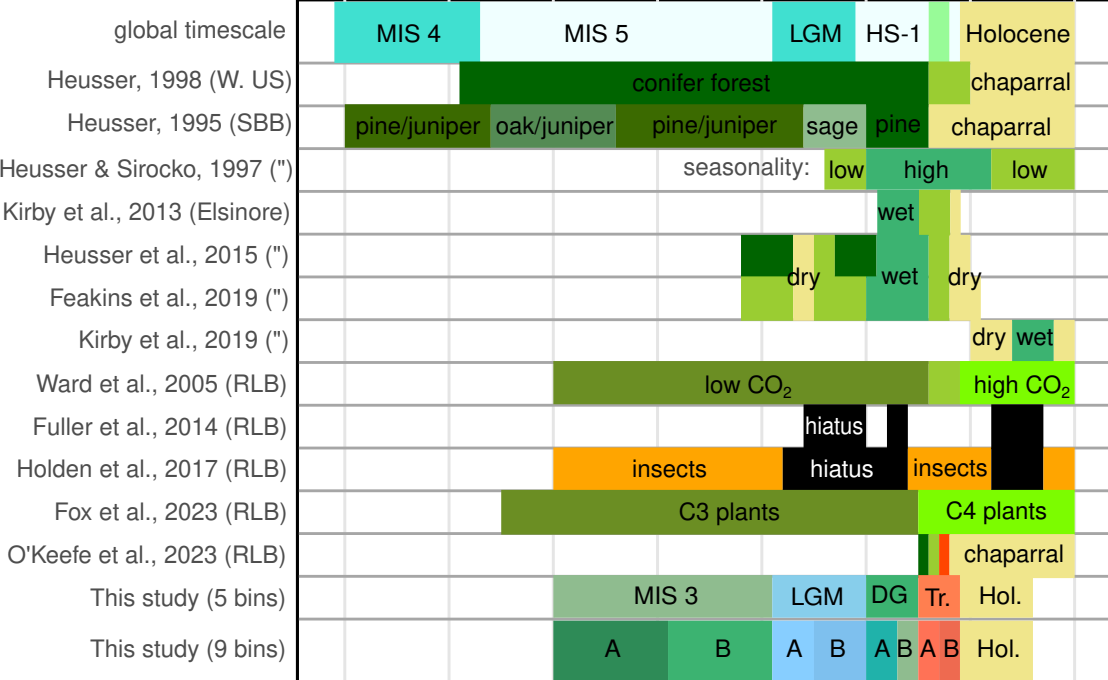 global timescale MIS 4 MIS 5 LGM HS-1 Holocene
Heusser, 1998 (W. US) conifer forest chaparral
Heusser, 1995 (SBB) pine/juniper oak/juniper pine/juniper sage pine chaparral
Heusser & Sirocko, 1997 (") seasonality: low high low
Kirby et al., 2013 (Elsinore) wet
Heusser et al., 2015 (")
dry wet dry
Feakins et al., 2019 (")
Kirby et al., 2019 (") dry wet
Ward et al., 2005 (RLB) low CO₂ high CO₂
Fuller et al., 2014 (RLB) hiatus
Holden et al., 2017 (RLB) insects hiatus insects
Fox et al., 2023 (RLB) C3 plants C4 plants
O'Keefe et al., 2023 (RLB) chaparral
This study (5 bins) MIS 3 LGM DG Tr. Hol.
This study (9 bins) A B A B A B A B Hol.